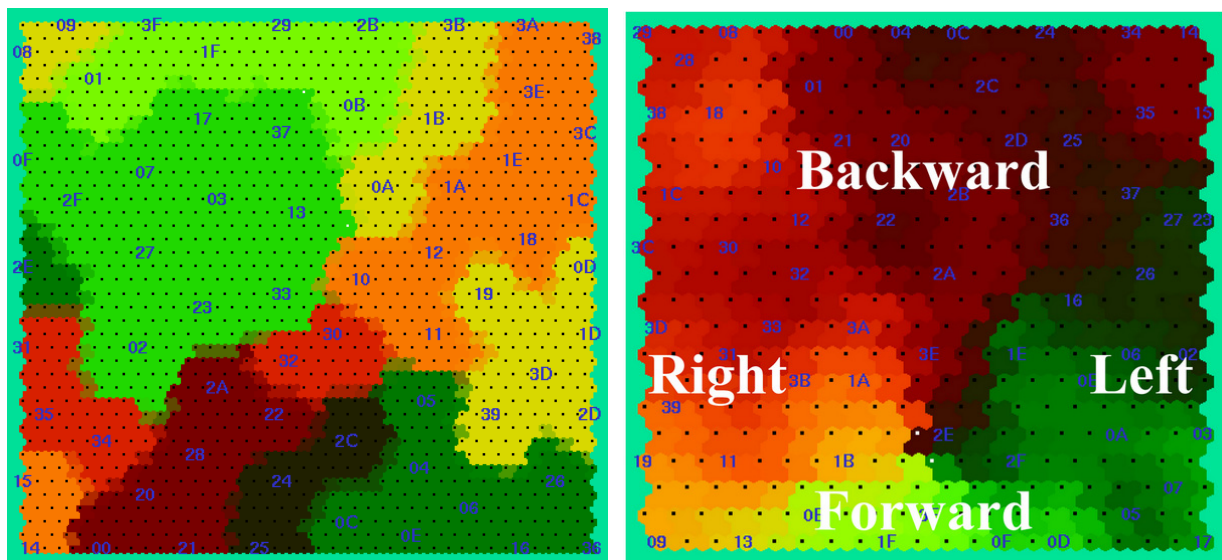 09 3F 29 2B 3B 3A
08 1F 38
01 3E
0B
17 1B
37 3C
0F 1E
07 0A 1A
2F 03 1C
13
27 12 18
2E 10 0D
19
23 33
30 11 1D
31 02
32
2A 3D
05
35 22 39 2D
34 2C
28 04
15 24 26
20 06
0C 0F
14 00 21 25 16 36
29 08 00 04 0C 24 34 14
28
01 2C
38 18 35 15
21 20 2D 25
10 Backward
1C 2B 37
12 22 36 27 23
3C 30
32 2A 26
16
3D 33 3A
31 3E 1E 06 02
Right 3B 1A Left
39
2E 0A 03
19 11 1B 2F
07
Forward 05
09 13 1F 0F 0D 17